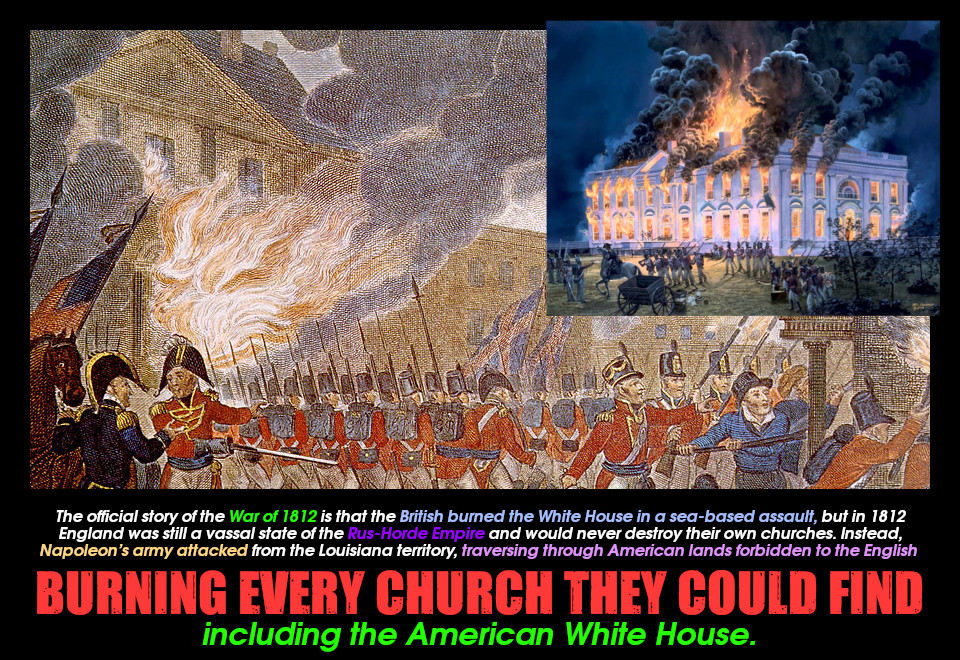 The official story of the War of 1812 is that the British burned the White House in a sea-based assault, but in 1812
England was still a vassal state of the Rus-Horde Empire and would never destroy their own churches. Instead,
Napoleon's army attacked from the Louisiana territory, traversing through American lands forbidden to the English
BURNING EVERY CHURCH THEY COULD FIND
including the American White House.